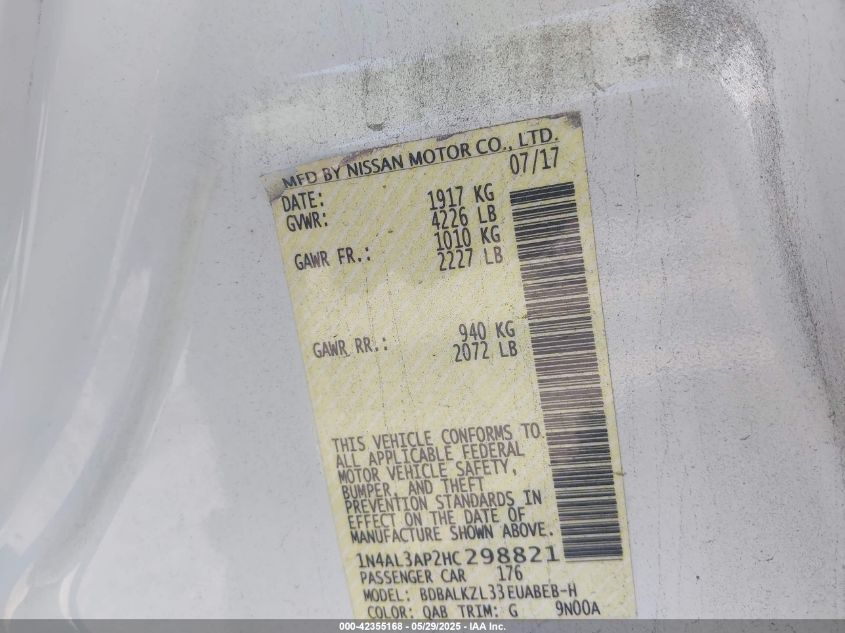 MFD BY NISSAN MOTOR CO., LTD.
DATE: 07/17
GVWR: 1917 KG
4226 LB
GAWR FR.: 1010 KG
2227 LB
GAWR RR.: 940 KG
2072 LB
THIS VEHICLE CONFORMS TO
ALL APPLICABLE FEDERAL
MOTOR VEHICLE SAFETY,
BUMPER, AND THEFT
PREVENTION STANDARDS IN
EFFECT ON THE DATE OF
MANUFACTURE SHOWN ABOVE.
1N4AL3AP2HC298821
PASSENGER CAR 176
MODEL: BDBALKZL33EUABEB-H
COLOR: QAB TRIM: G 9N00A
000-42355168 - 05/29/2025 - IAA Inc.